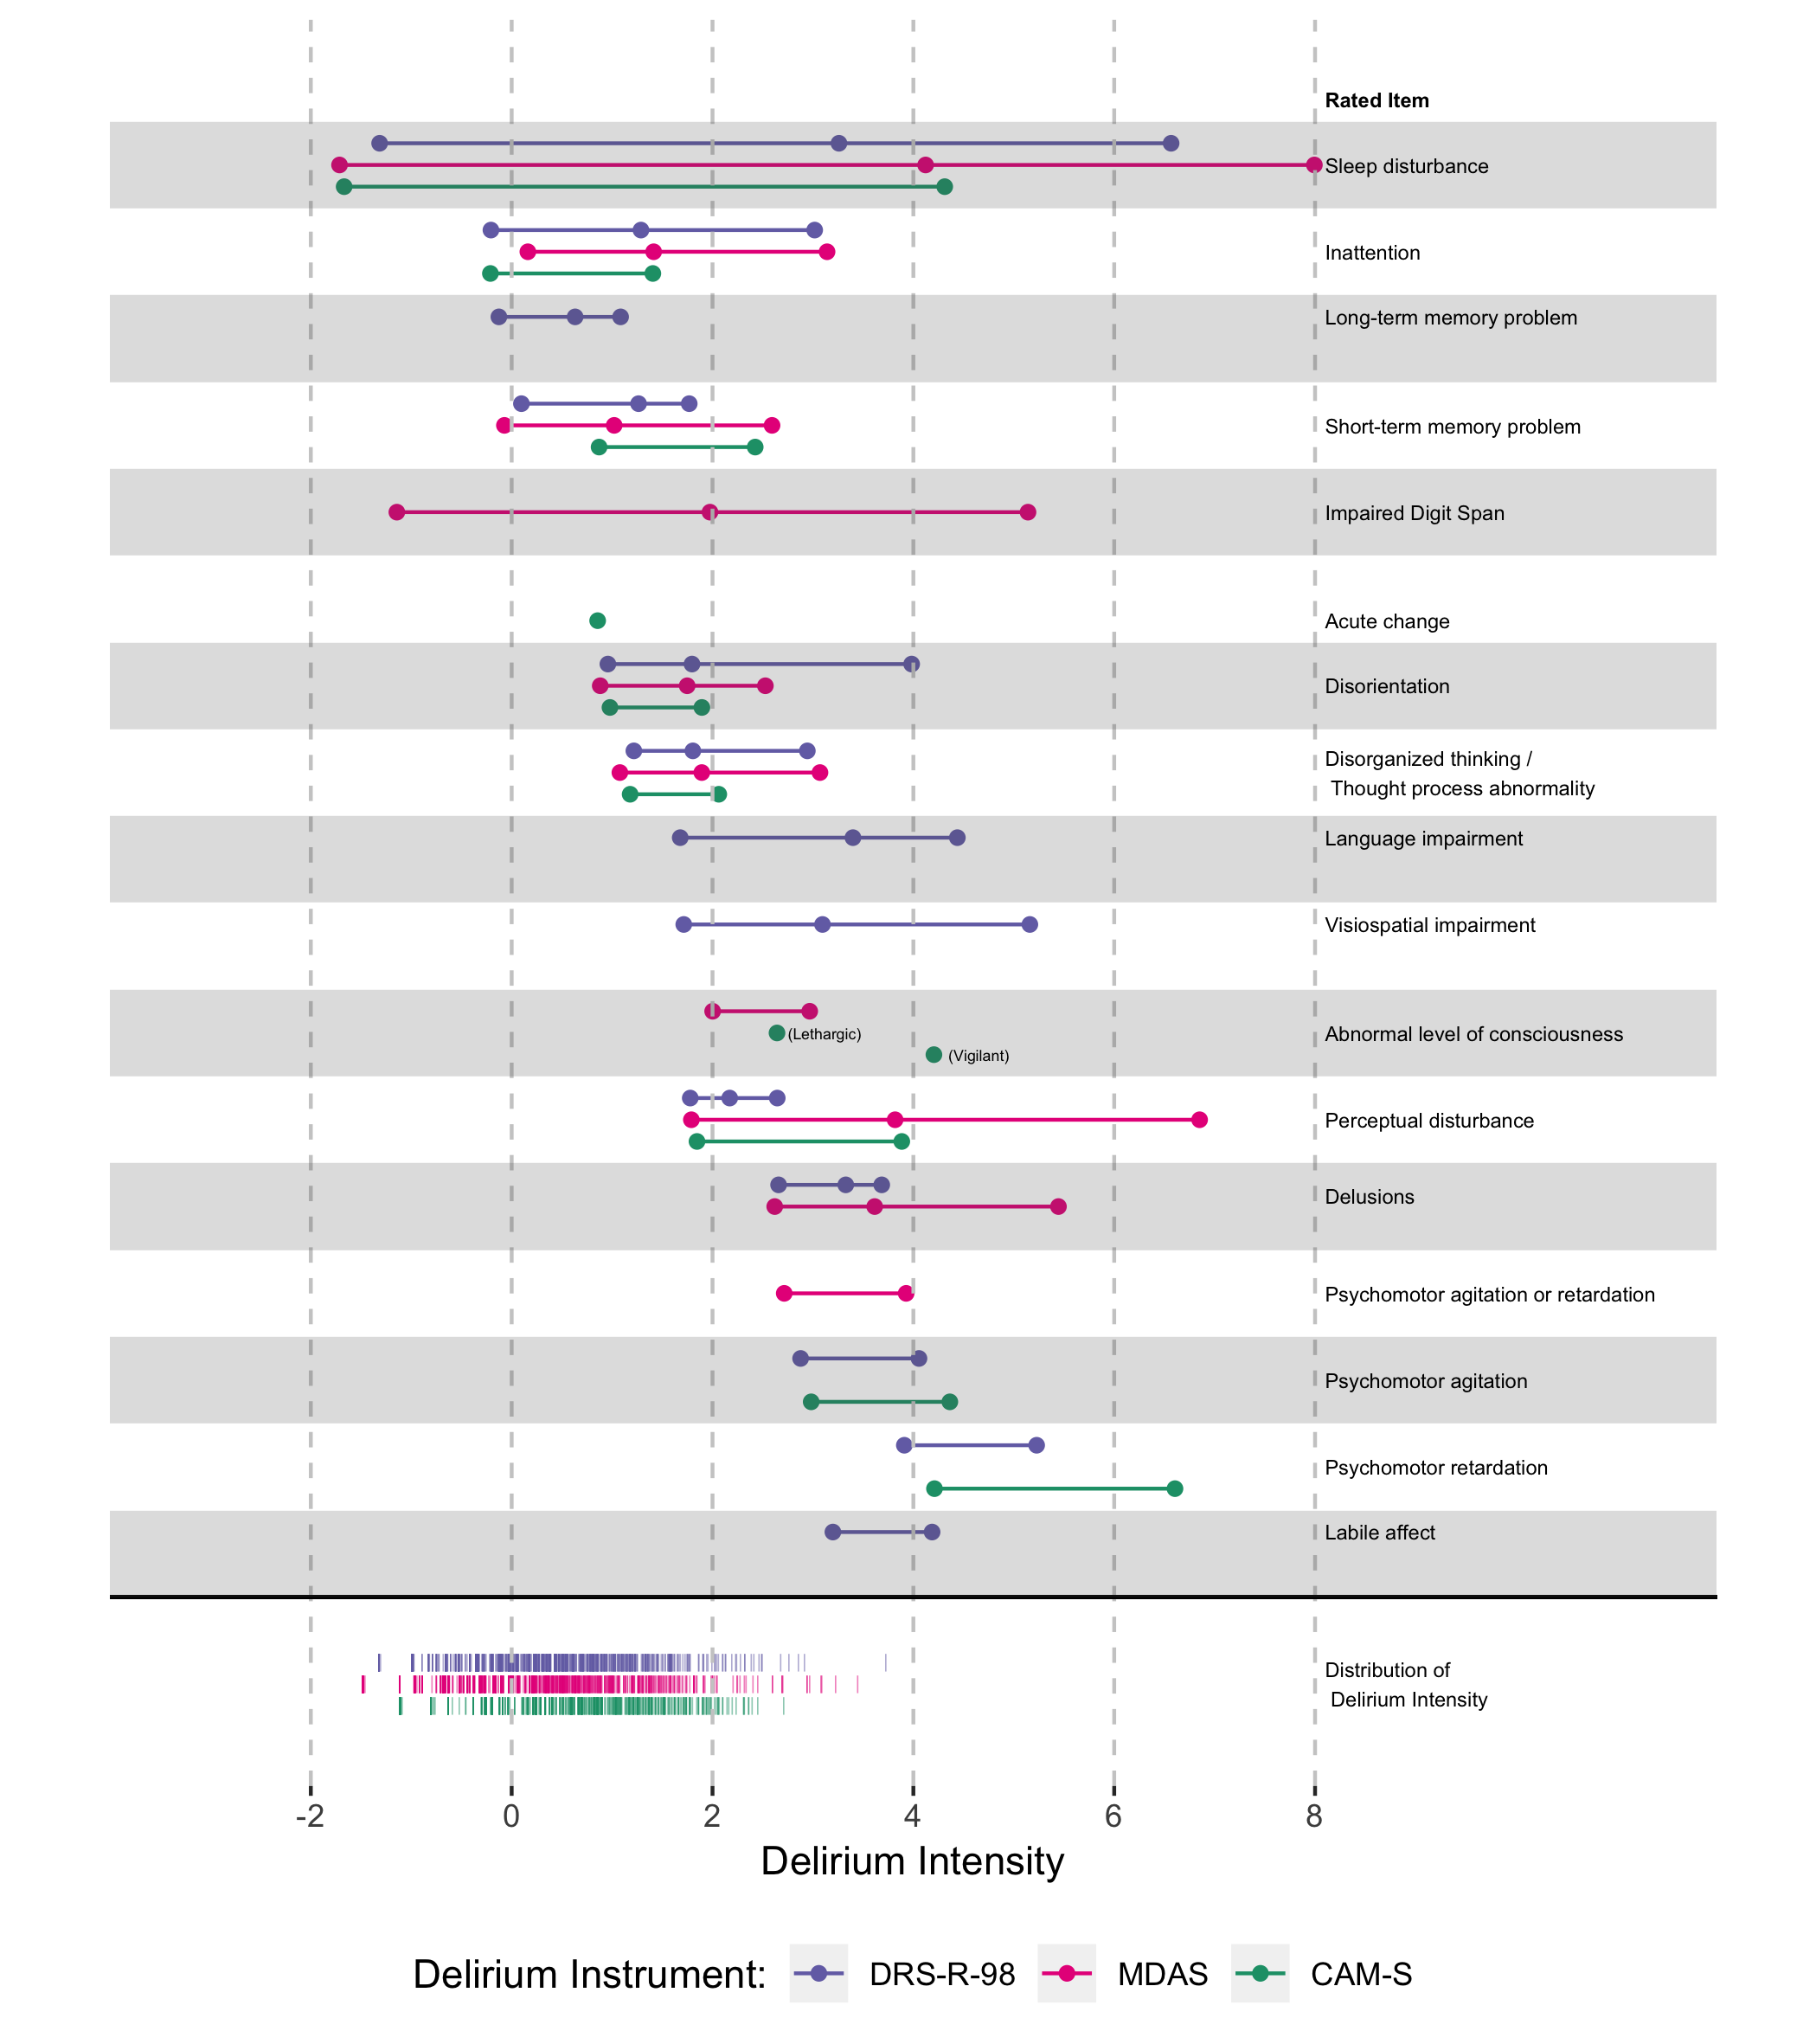 Rated Item
Sleep disturbance
Inattention
Long-term memory problem
Short-term memory problem
Impaired Digit Span
Acute change
Disorientation
Disorganized thinking /
Thought process abnormality
Language impairment
Visiospatial impairment
(Lethargic)
Abnormal level of consciousness
(Vigilant)
Perceptual disturbance
Delusions
Psychomotor agitation or retardation
Psychomotor agitation
Psychomotor retardation
Labile affect
Distribution of
Delirium Intensity
-2 0 2 4 6 8
Delirium Intensity
Delirium Instrument: DRS-R-98 MDAS CAM-S